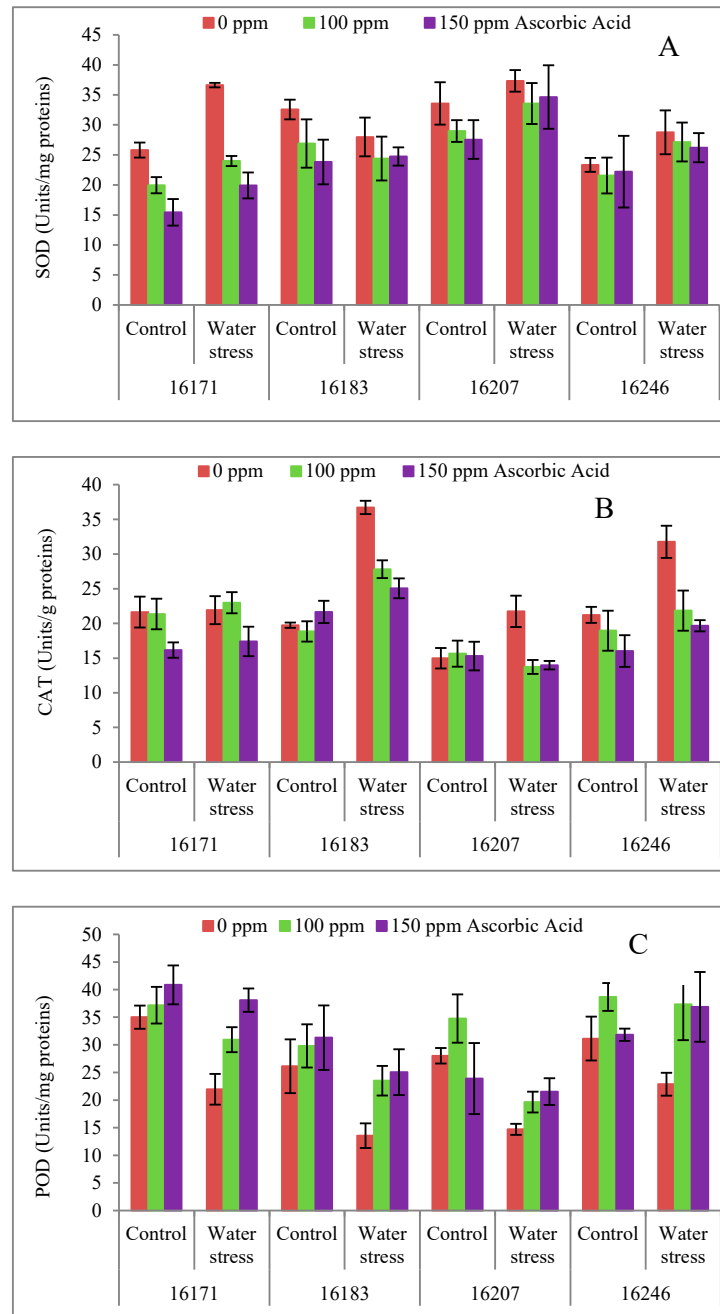 0 ppm 100 ppm 150 ppm Ascorbic Acid
A
SOD (Units/mg proteins)
45
40
35
30
25
20
15
10
5
0
Control Water stress Control Water stress Control Water stress Control Water stress
16171 16183 16207 16246
0 ppm 100 ppm 150 ppm Ascorbic Acid
B
CAT (Units/g proteins)
40
35
30
25
20
15
10
5
0
Control Water stress Control Water stress Control Water stress Control Water stress
16171 16183 16207 16246
0 ppm 100 ppm 150 ppm Ascorbic Acid
C
POD (Units/mg proteins)
50
45
40
35
30
25
20
15
10
5
0
Control Water stress Control Water stress Control Water stress Control Water stress
16171 16183 16207 16246